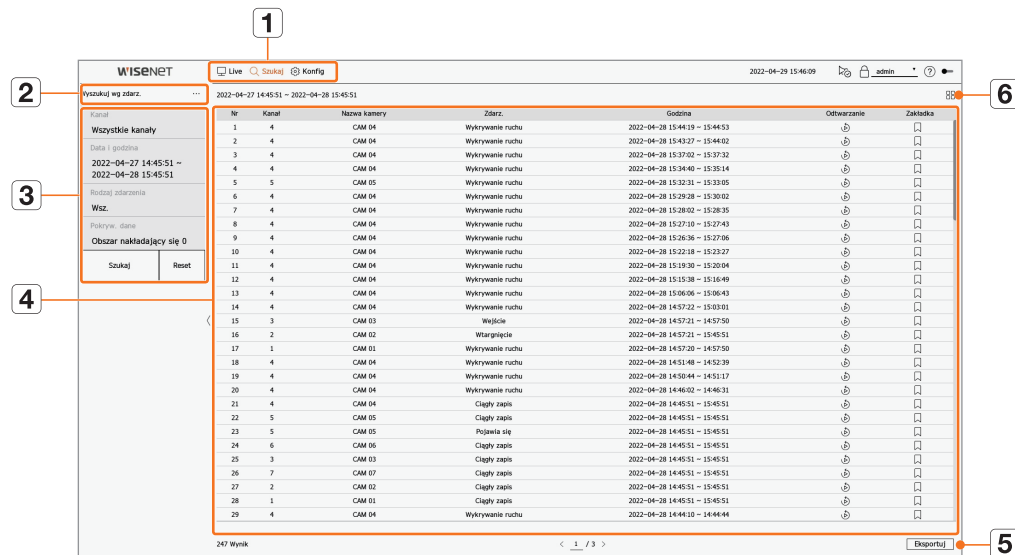 1
WISENET Live Szukaj Konfig 2022-04-29 15:46:09 admin ?
2
Wyszukuj wg zdarz. ... 2022-04-27 14:45:51 ~ 2022-04-28 15:45:51
6
3
Kanał
Wszystkie kanały
Data i godzina
2022-04-27 14:45:51 ~
2022-04-28 15:45:51
Rodzaj zdarzenia
Wsz.
Pokryw. dane
Obszar nakładający się 0
Szukaj Reset
4
Nr Kanał Nazwa kamery Zdarz. Godzina Odtwarzanie Zakładka
1 4 CAM 04 Wykrywanie ruchu 2022-04-28 15:44:19 ~ 15:44:53
2 4 CAM 04 Wykrywanie ruchu 2022-04-28 15:43:27 ~ 15:44:02
3 4 CAM 04 Wykrywanie ruchu 2022-04-28 15:37:02 ~ 15:37:32
4 4 CAM 04 Wykrywanie ruchu 2022-04-28 15:34:40 ~ 15:35:14
5 5 CAM 05 Wykrywanie ruchu 2022-04-28 15:32:31 ~ 15:33:05
6 4 CAM 04 Wykrywanie ruchu 2022-04-28 15:29:28 ~ 15:30:02
7 4 CAM 04 Wykrywanie ruchu 2022-04-28 15:28:02 ~ 15:28:35
8 4 CAM 04 Wykrywanie ruchu 2022-04-28 15:27:10 ~ 15:27:43
9 4 CAM 04 Wykrywanie ruchu 2022-04-28 15:26:36 ~ 15:27:06
10 4 CAM 04 Wykrywanie ruchu 2022-04-28 15:22:18 ~ 15:23:27
11 4 CAM 04 Wykrywanie ruchu 2022-04-28 15:19:30 ~ 15:20:04
12 4 CAM 04 Wykrywanie ruchu 2022-04-28 15:15:38 ~ 15:16:49
13 4 CAM 04 Wykrywanie ruchu 2022-04-28 15:06:06 ~ 15:06:43
14 4 CAM 04 Wykrywanie ruchu 2022-04-28 14:57:22 ~ 15:03:01
15 3 CAM 03 Wejście 2022-04-28 14:57:21 ~ 14:57:50
16 2 CAM 02 Wtargnięcie 2022-04-28 14:57:21 ~ 15:45:51
17 1 CAM 01 Wykrywanie ruchu 2022-04-28 14:57:20 ~ 14:57:50
18 4 CAM 04 Wykrywanie ruchu 2022-04-28 14:51:48 ~ 14:52:39
19 4 CAM 04 Wykrywanie ruchu 2022-04-28 14:50:44 ~ 14:51:17
20 4 CAM 04 Wykrywanie ruchu 2022-04-28 14:46:02 ~ 14:46:31
21 4 CAM 04 Ciągły zapis 2022-04-28 14:45:51 ~ 15:45:51
22 5 CAM 05 Ciągły zapis 2022-04-28 14:45:51 ~ 15:45:51
23 5 CAM 05 Pojawia się 2022-04-28 14:45:51 ~ 15:45:51
24 6 CAM 06 Ciągły zapis 2022-04-28 14:45:51 ~ 15:45:51
25 3 CAM 03 Ciągły zapis 2022-04-28 14:45:51 ~ 15:45:51
26 7 CAM 07 Ciągły zapis 2022-04-28 14:45:51 ~ 15:45:51
27 2 CAM 02 Ciągły zapis 2022-04-28 14:45:51 ~ 15:45:51
28 1 CAM 01 Ciągły zapis 2022-04-28 14:45:51 ~ 15:45:51
29 4 CAM 04 Wykrywanie ruchu 2022-04-28 14:44:10 ~ 14:44:44
247 Wynik < 1 / 3 > Eksportuj
5